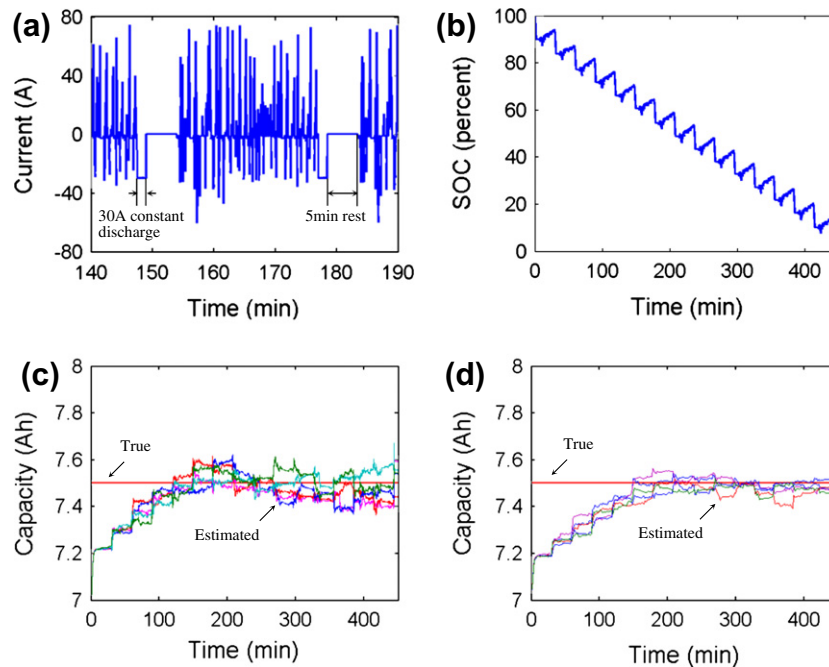 (a)
80
40
0
-40
-80
Current (A)
30A constant
discharge
5min rest
140 150 160 170 180 190
Time (min)
(b)
100
80
60
40
20
0
SOC (percent)
0 100 200 300 400
Time (min)
(c)
8
7.8
7.6
7.4
7.2
7
Capacity (Ah)
True
Estimated
0 100 200 300 400
Time (min)
(d)
8
7.8
7.6
7.4
7.2
7
Capacity (Ah)
True
Estimated
0 100 200 300 400
Time (min)